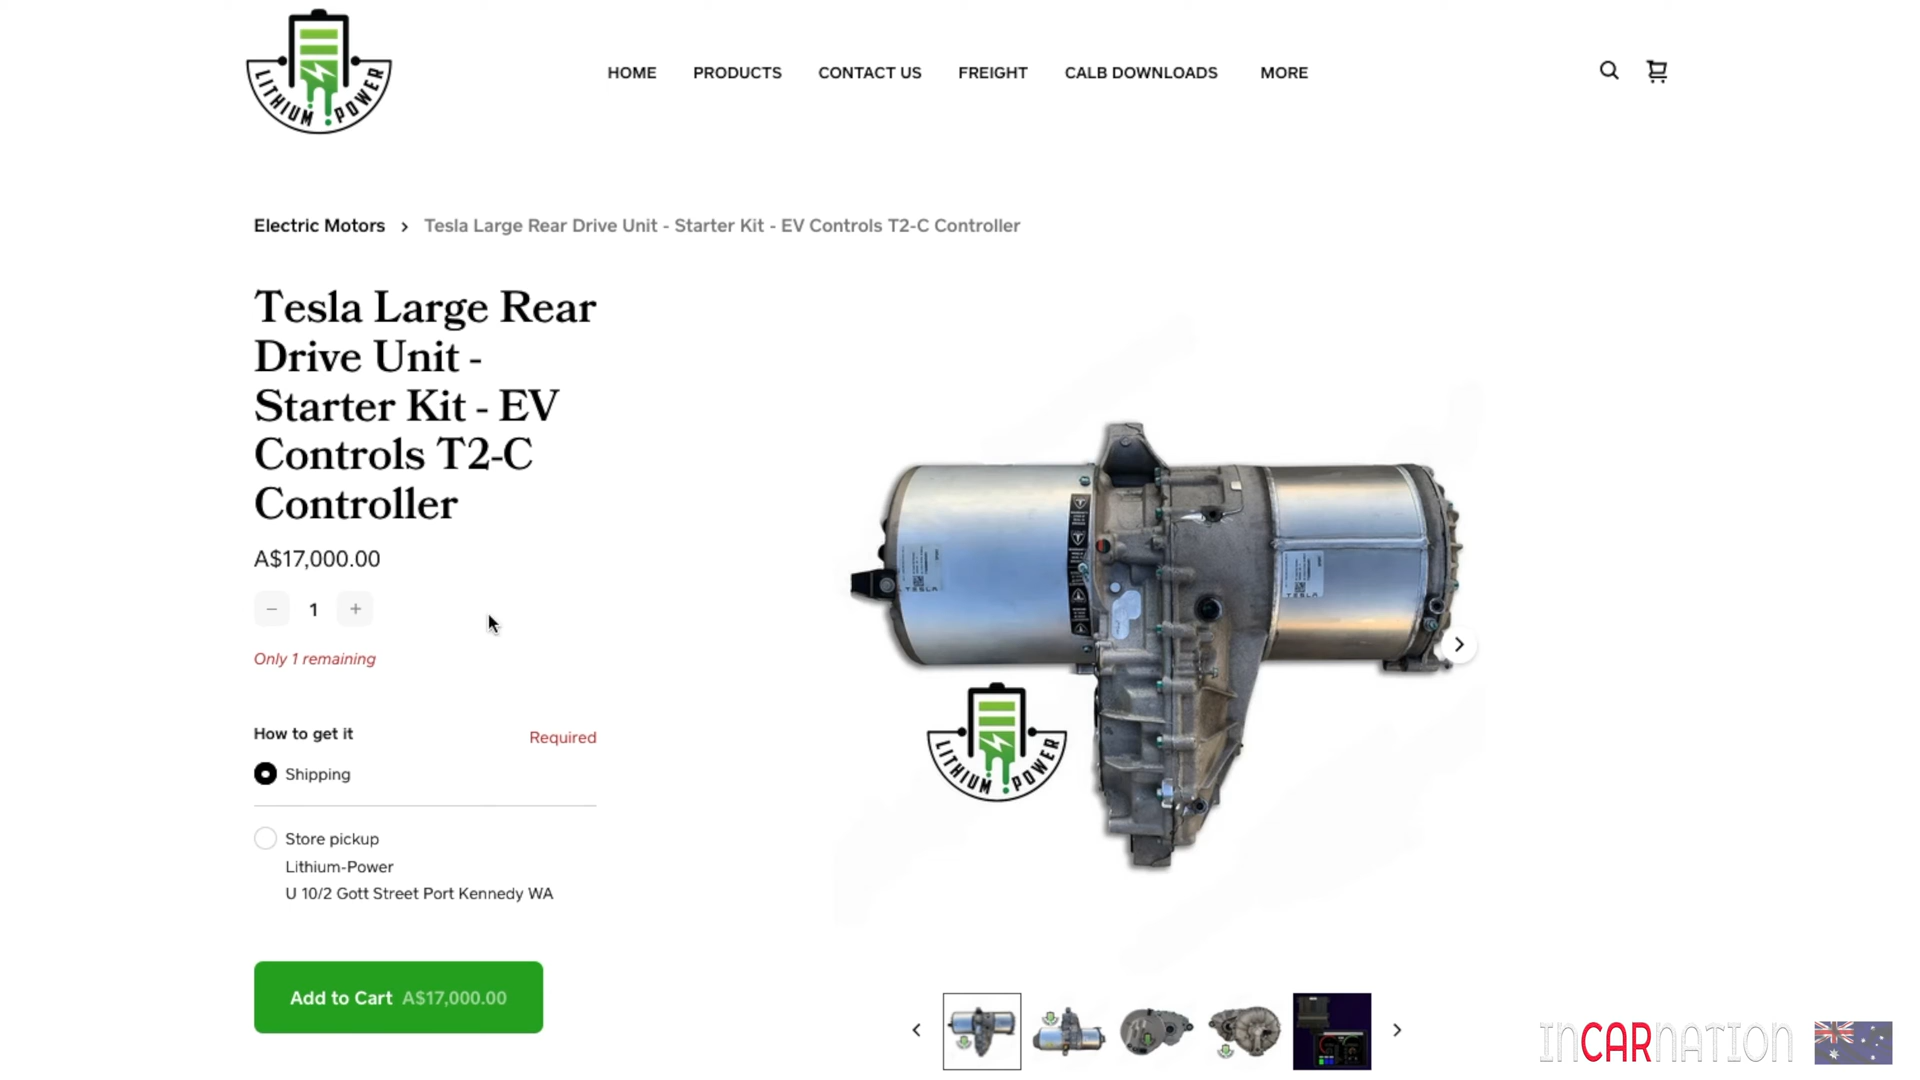 LITHIUM POWER
HOME
PRODUCTS
CONTACT US
FREIGHT
CALB DOWNLOADS
MORE
Electric Motors > Tesla Large Rear Drive Unit - Starter Kit - EV Controls T2-C Controller
Tesla Large Rear
Drive Unit -
Starter Kit - EV
Controls T2-C
Controller
A$17,000.00
− 1 +
Only 1 remaining
How to get it
Required
Shipping
Store pickup
Lithium-Power
U 10/2 Gott Street Port Kennedy WA
Add to Cart A$17,000.00
TESLA
TESLA
LITHIUM POWER
INCARNATION